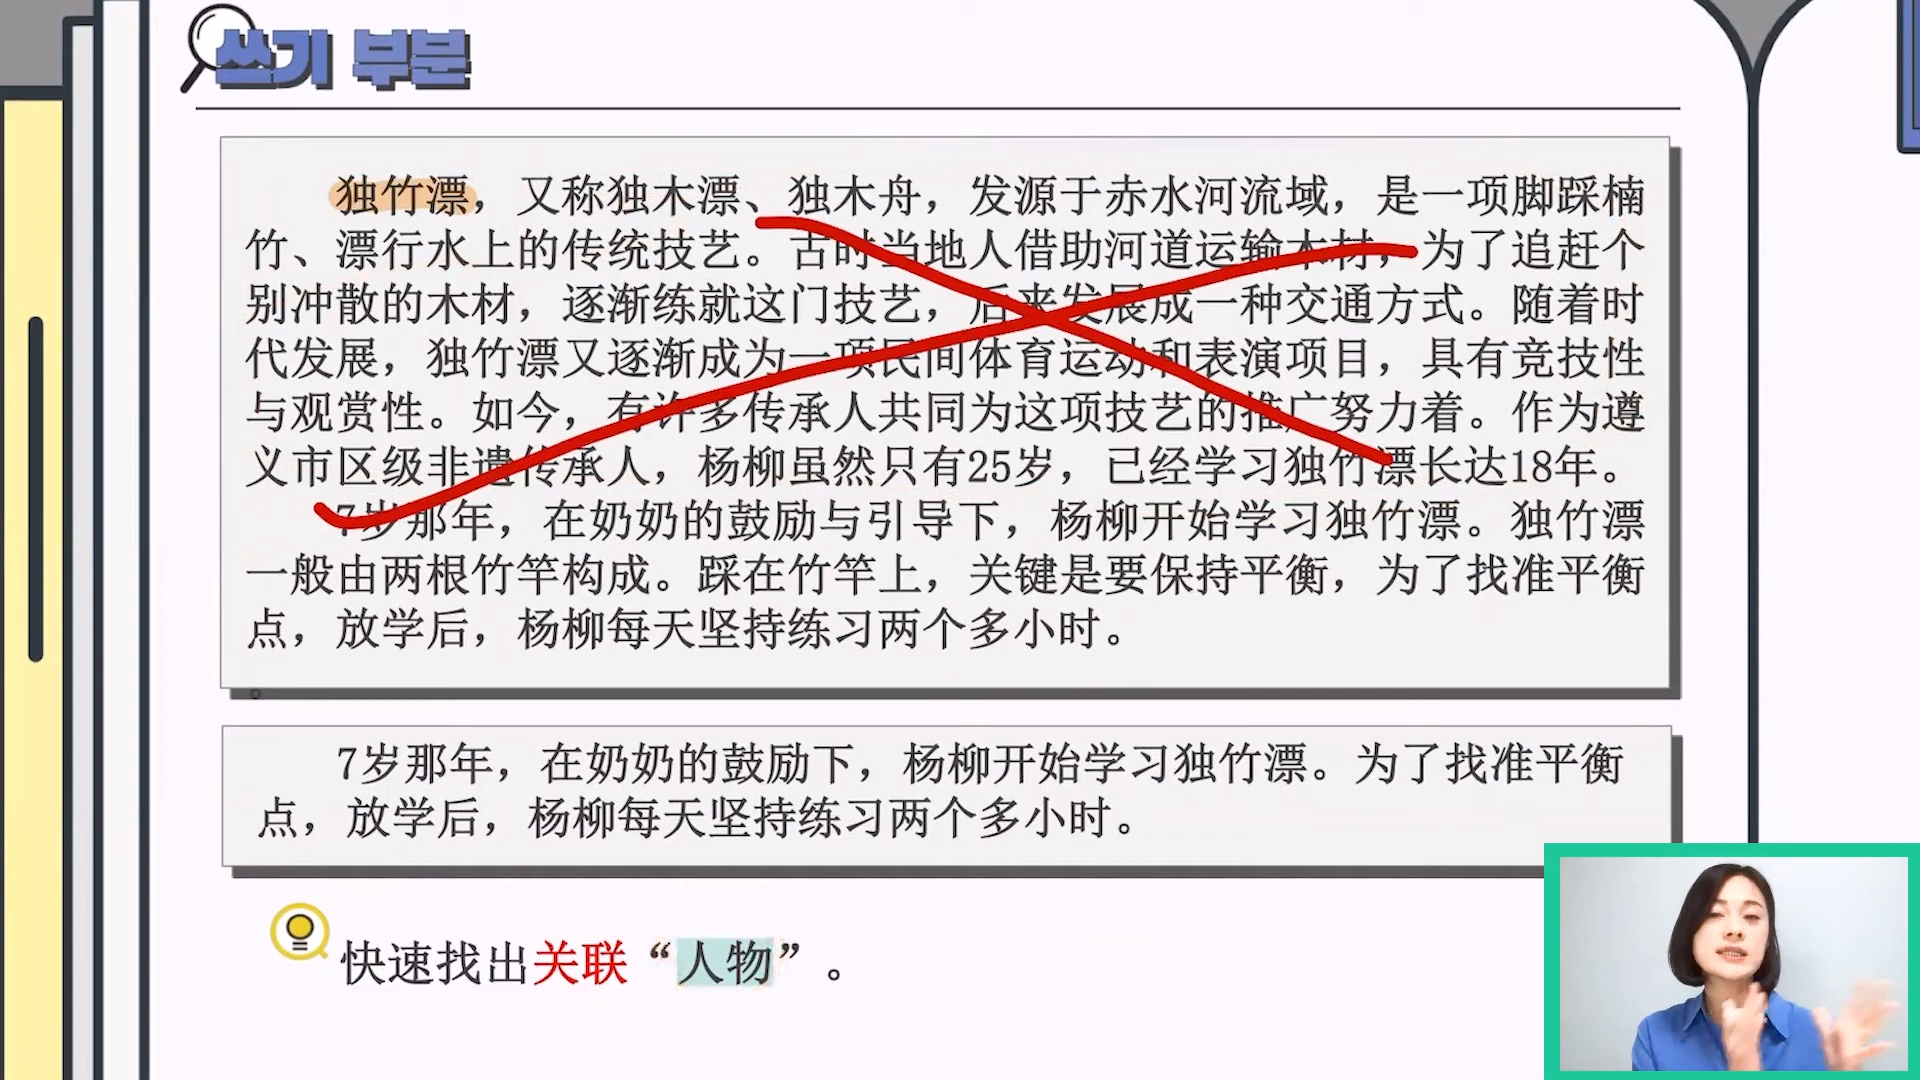 쓰기 부분
独竹漂，又称独木漂、独木舟，发源于赤水河流域，是一项脚踩楠
竹、漂行水上的传统技艺。古时当地人借助河道运输木材，为了追赶个
别冲散的木材，逐渐练就这门技艺，后来发展成一种交通方式。随着时
代发展，独竹漂又逐渐成为一项民间体育运动和表演项目，具有竞技性
与观赏性。如今，有许多传承人共同为这项技艺的推广努力着。作为遵
义市区级非遗传承人，杨柳虽然只有25岁，已经学习独竹漂长达18年。
7岁那年，在奶奶的鼓励与引导下，杨柳开始学习独竹漂。独竹漂
一般由两根竹竿构成。踩在竹竿上，关键是要保持平衡，为了找准平衡
点，放学后，杨柳每天坚持练习两个多小时。
7岁那年，在奶奶的鼓励下，杨柳开始学习独竹漂。为了找准平衡
点，放学后，杨柳每天坚持练习两个多小时。
快速找出关联“人物”。